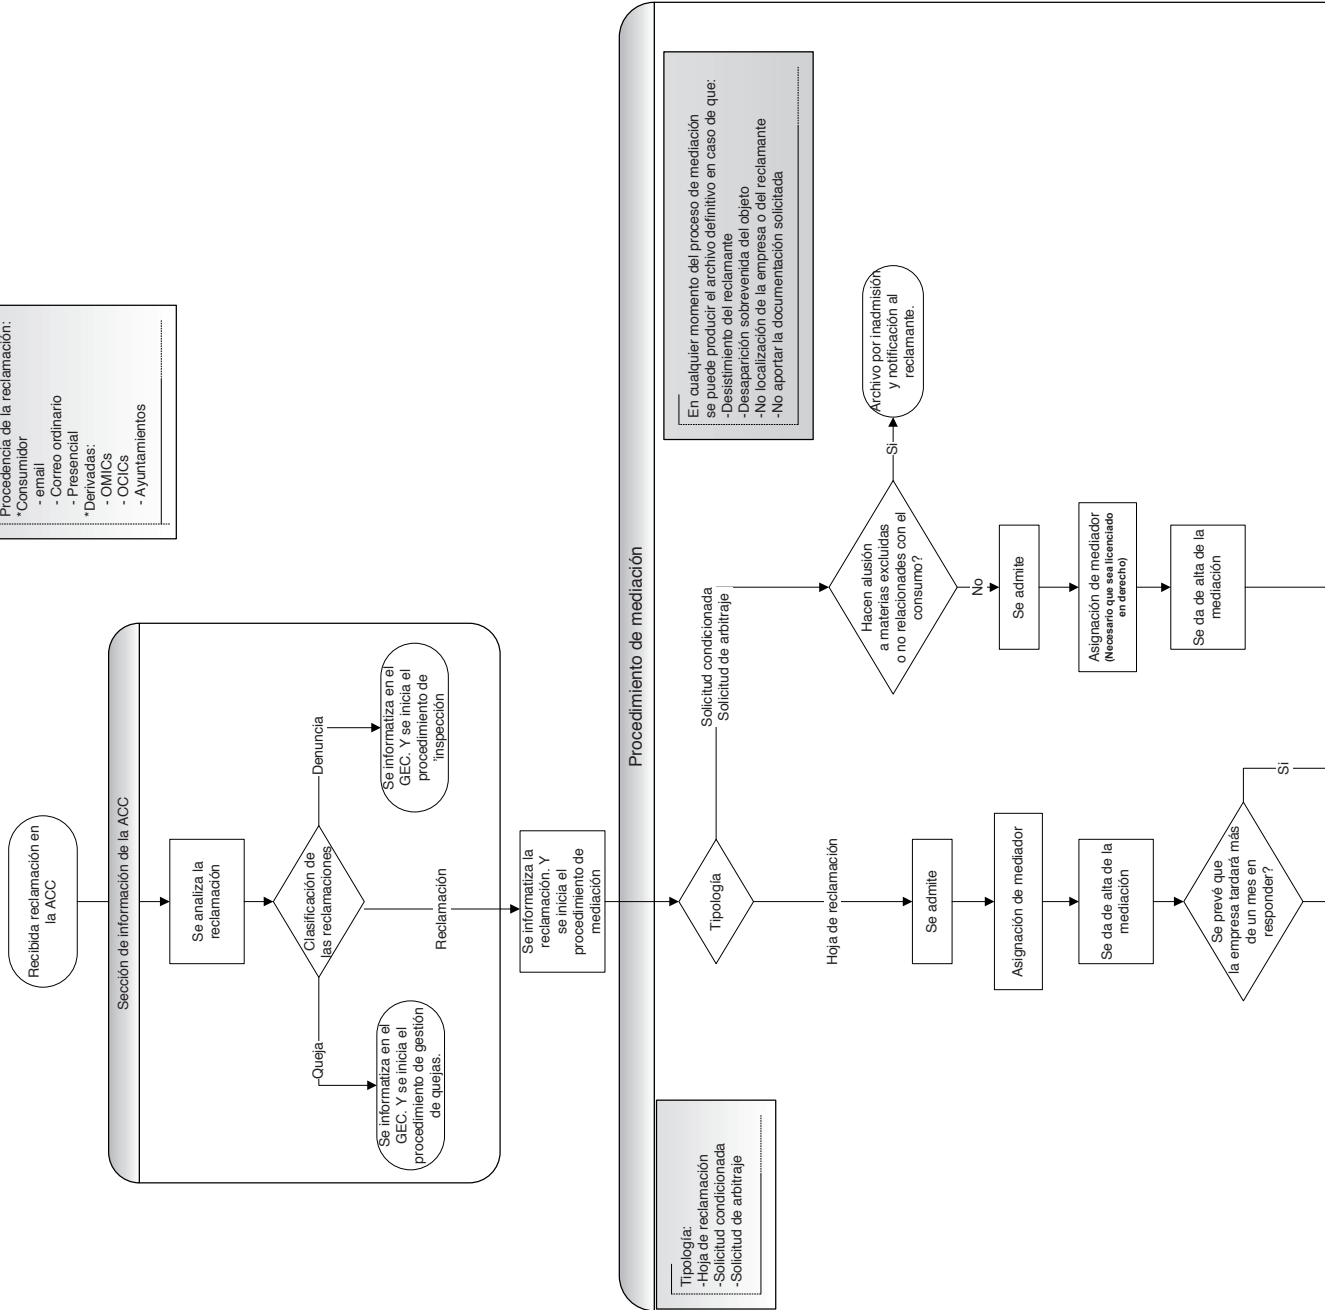 Procedencia de la reclamación:
*Consumidor
- email
- Correo ordinario
- Presencial
*Derivadas:
- OMICs
- OCICs
- Ayuntamientos
Recibida reclamación en
la ACC
Sección de información de la ACC
Se analiza la
reclamación
Clasificación de
las reclamaciones
Queja
Denuncia
Reclamación
Se informatiza en el
GEC. Y se inicia el
procedimiento de gestión
de quejas.
Se informatiza en el
GEC. Y se inicia el
procedimiento de
'inspección
Se informatiza la
reclamación. Y
se inicia el
procedimiento de
mediación
Procedimiento de mediación
Tipología:
-Hoja de reclamación
-Solicitud condicionada
-Solicitud de arbitraje
En cualquier momento del proceso de mediación
se puede producir el archivo definitivo en caso de que:
-Desistimiento del reclamante
-Desaparición sobrevenida del objeto
-No localización de la empresa o del reclamante
-No aportar la documentación solicitada
Tipología
Hoja de reclamación
Solicitud condicionada
Solicitud de arbitraje
Se admite
Asignación de mediador
Se da de alta de la
mediación
Se prevé que
la empresa tardará más
de un mes en
responder?
Si
Hacen alusión
a materias excluidas
o no relacionades con el
consumo?
Si
Archivo por inadmisión
y notificación al
reclamante.
No
Se admite
Asignación de mediador
(Necesario que sea licenciado
en derecho)
Se da de alta de la
mediación